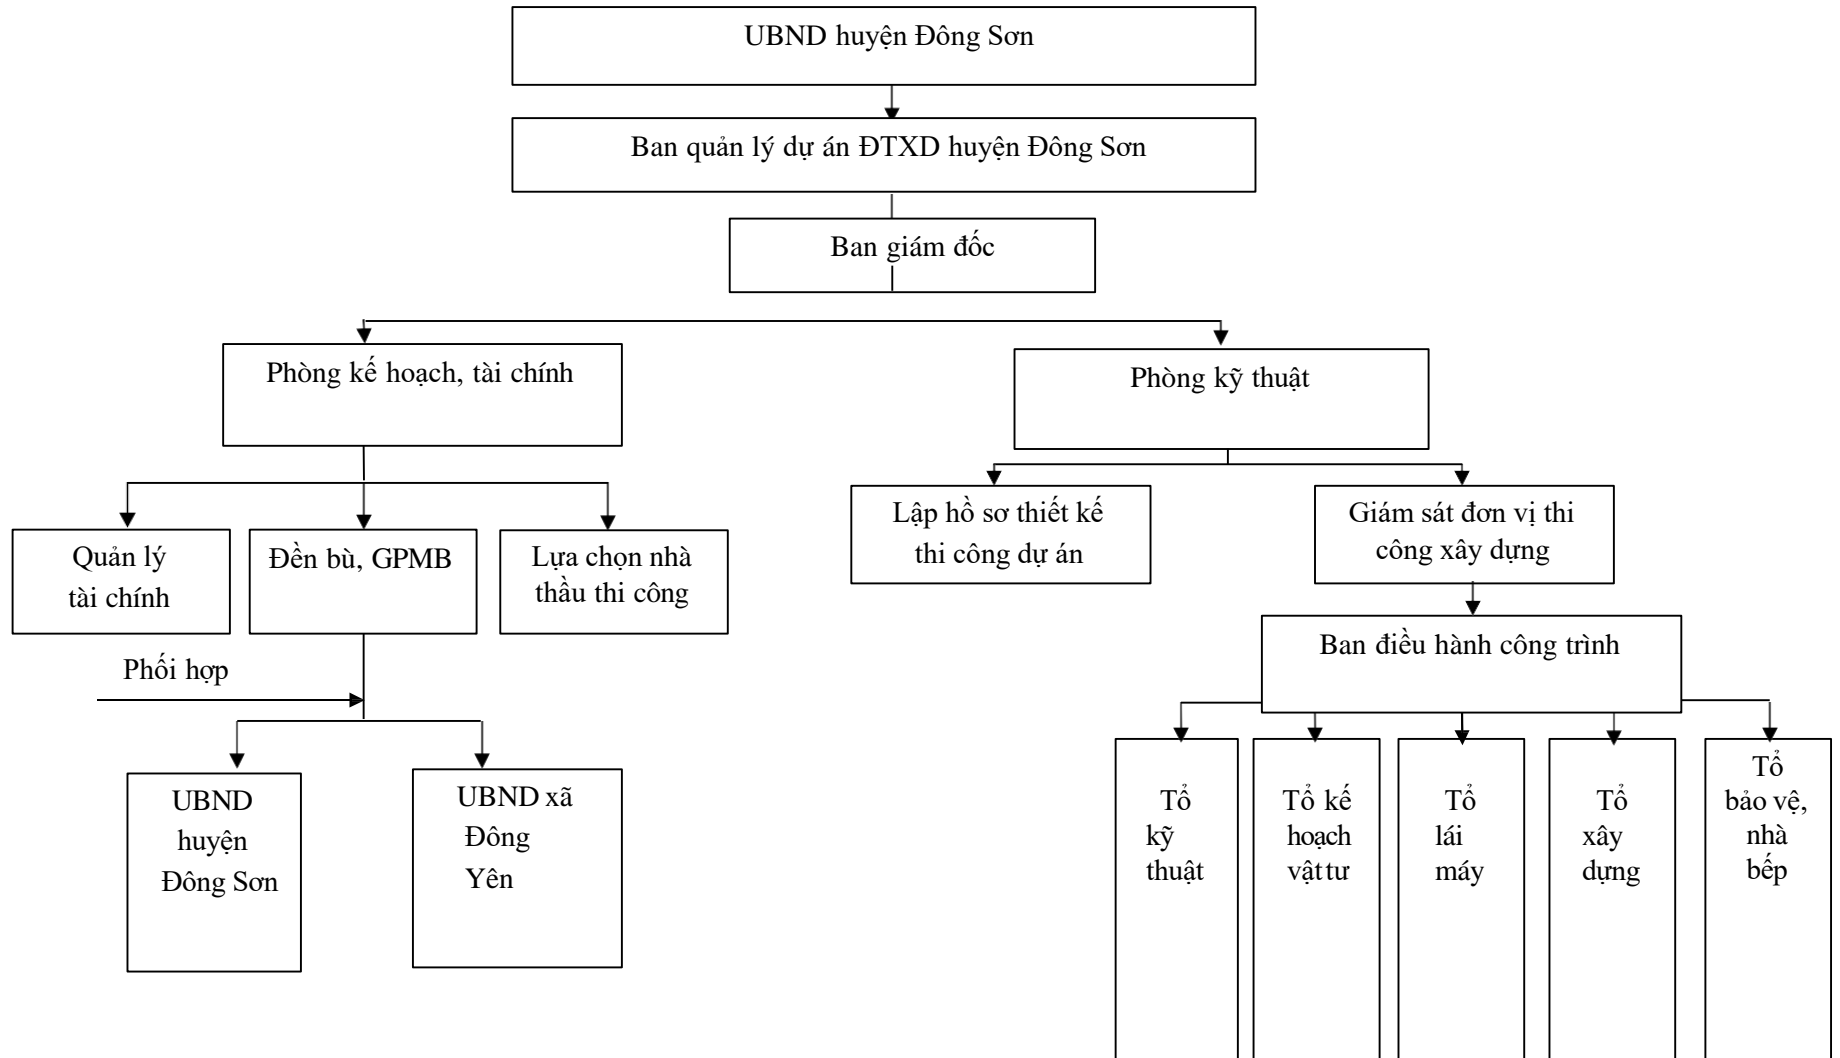 UBND huyện Đông Sơn
Ban quản lý dự án ĐTXD huyện Đông Sơn
Ban giám đốc
Phòng kế hoạch, tài chính
Phòng kỹ thuật
Quản lý
tài chính
Đền bù, GPMB
Lựa chọn nhà
thầu thi công
Lập hồ sơ thiết kế
thi công dự án
Giám sát đơn vị thi
công xây dựng
Phối hợp
Ban điều hành công trình
UBND
huyện
Đông Sơn
UBND xã
Đông
Yên
Tổ
kỹ
thuật
Tổ kế
hoạch
vật tư
Tổ
lái
máy
Tổ
xây
dựng
Tổ
bảo vệ,
nhà
bếp